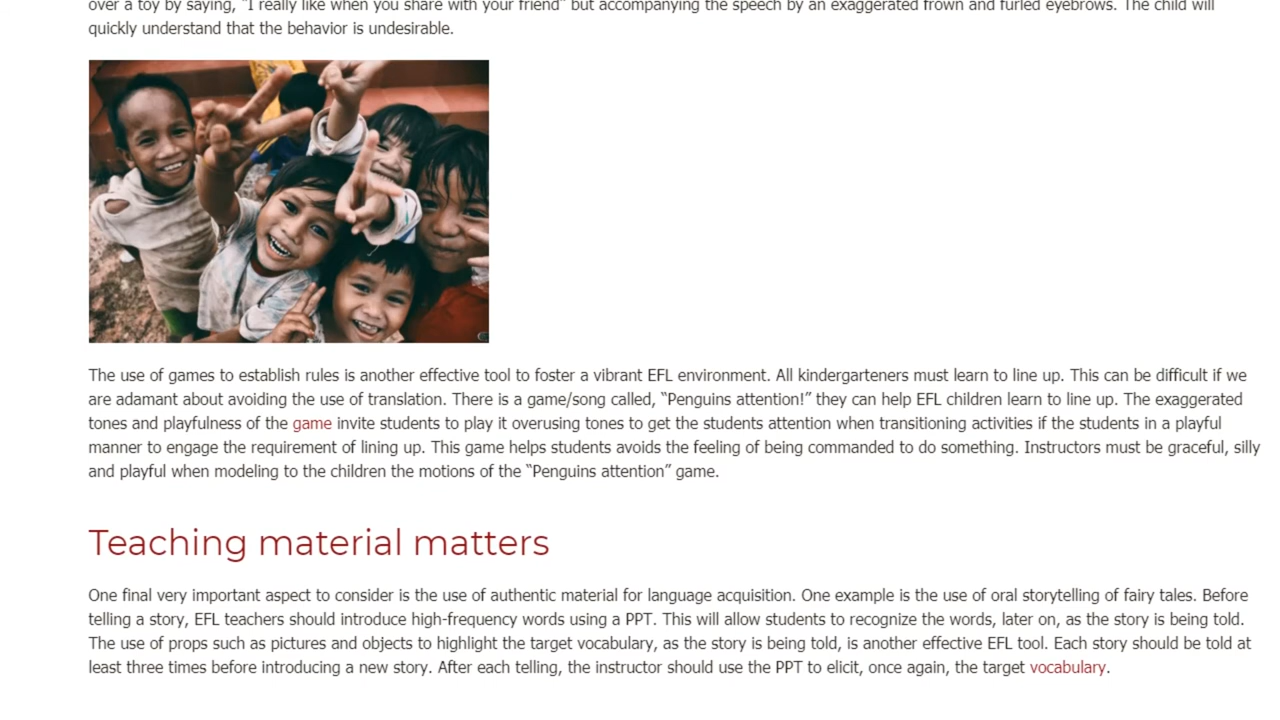 over a toy by saying, "I really like when you share with your friend" but accompanying the speech by an exaggerated frown and furled eyebrows. The child will
quickly understand that the behavior is undesirable.
The use of games to establish rules is another effective tool to foster a vibrant EFL environment. All kindergarteners must learn to line up. This can be difficult if we
are adamant about avoiding the use of translation. There is a game/song called, "Penguins attention!" they can help EFL children learn to line up. The exaggerated
tones and playfulness of the game invite students to play it overusing tones to get the students attention when transitioning activities if the students in a playful
manner to engage the requirement of lining up. This game helps students avoids the feeling of being commanded to do something. Instructors must be graceful, silly
and playful when modeling to the children the motions of the "Penguins attention" game.
Teaching material matters
One final very important aspect to consider is the use of authentic material for language acquisition. One example is the use of oral storytelling of fairy tales. Before
telling a story, EFL teachers should introduce high-frequency words using a PPT. This will allow students to recognize the words, later on, as the story is being told.
The use of props such as pictures and objects to highlight the target vocabulary, as the story is being told, is another effective EFL tool. Each story should be told at
least three times before introducing a new story. After each telling, the instructor should use the PPT to elicit, once again, the target vocabulary.